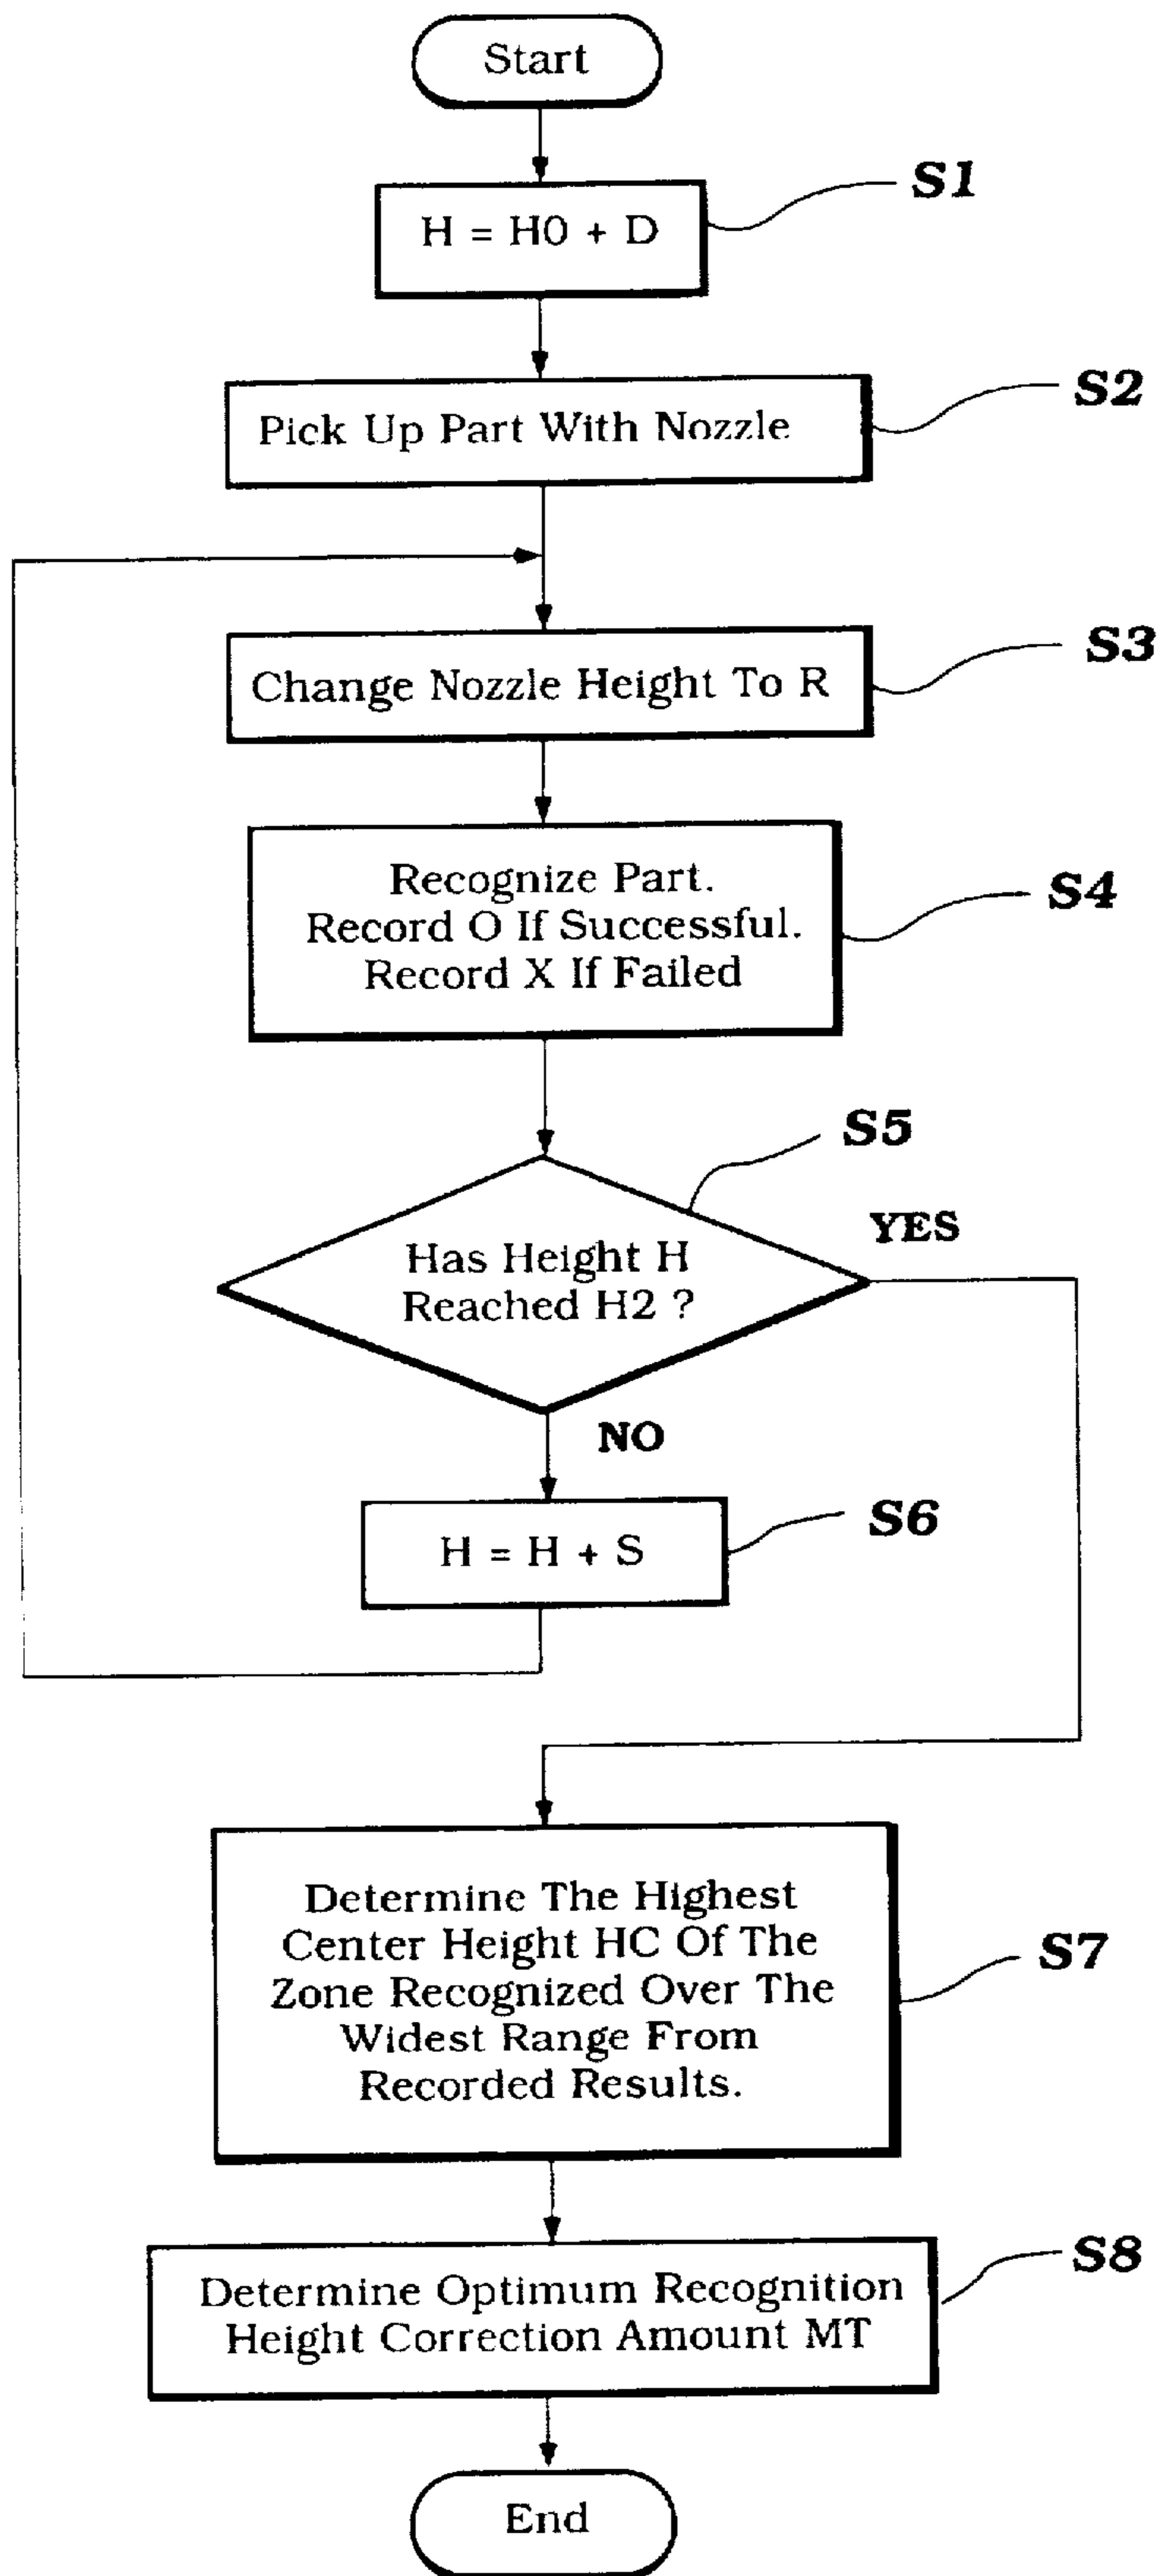 Start
S1
H = H0 + D
S2
Pick Up Part With Nozzle
S3
Change Nozzle Height To R
Recognize Part.
S4
Record O If Successful.
Record X If Failed
S5
YES
Has Height H
Reached H2 ?
NO
S6
H = H + S
Determine The Highest
Center Height HC Of The
S7
Zone Recognized Over The
Widest Range From
Recorded Results.
S8
Determine Optimum Recognition
Height Correction Amount MT
End